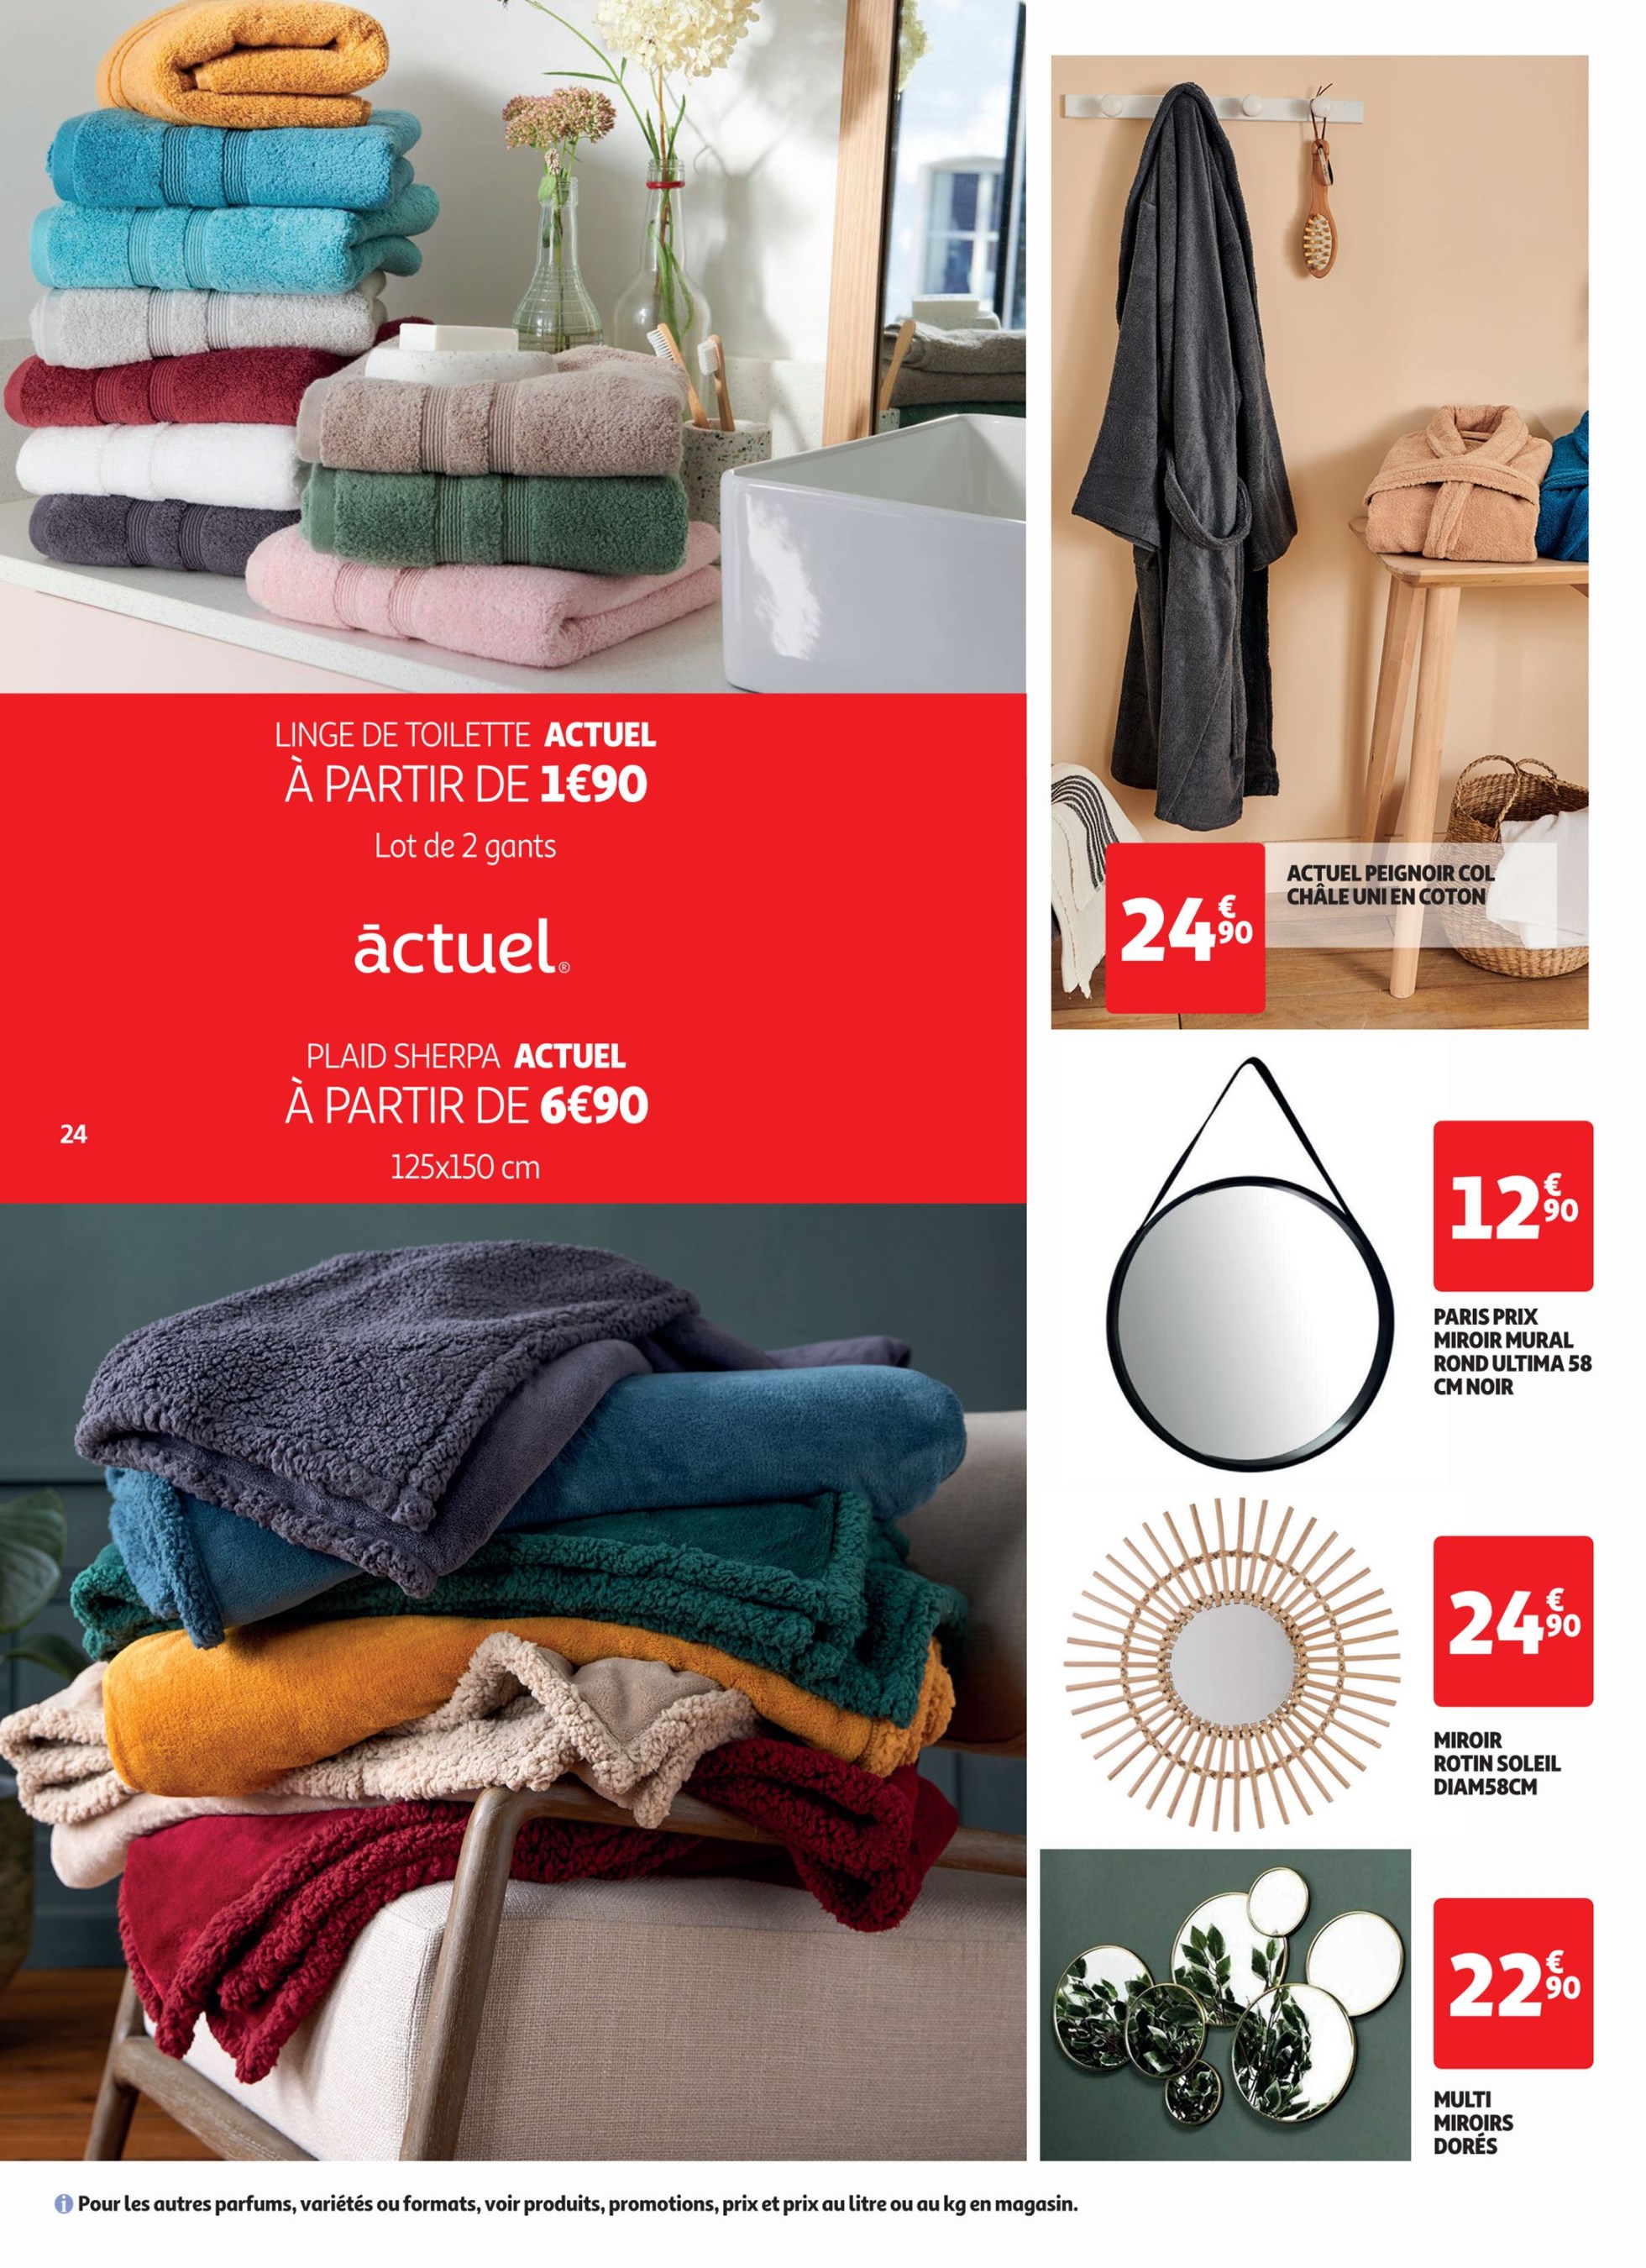 LINGE DE TOILETTE ACTUEL
À PARTIR DE 1€90
Lot de 2 gants
āctuel®
PLAID SHERPA ACTUEL
À PARTIR DE 6€90
125x150 cm
24
24€90
ACTUEL PEIGNOIR COL
CHÂLE UNI EN COTON
12€90
PARIS PRIX
MIROIR MURAL
ROND ULTIMA 58
CM NOIR
24€90
MIROIR
ROTIN SOLEIL
DIAM58CM
22€90
MULTI
MIROIRS
DORÉS
i Pour les autres parfums, variétés ou formats, voir produits, promotions, prix et prix au litre ou au kg en magasin.